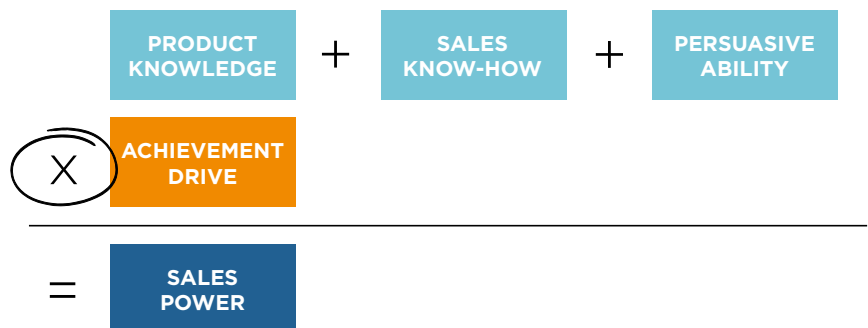 PRODUCT KNOWLEDGE + SALES KNOW-HOW + PERSUASIVE ABILITY
X ACHIEVEMENT DRIVE
= SALES POWER